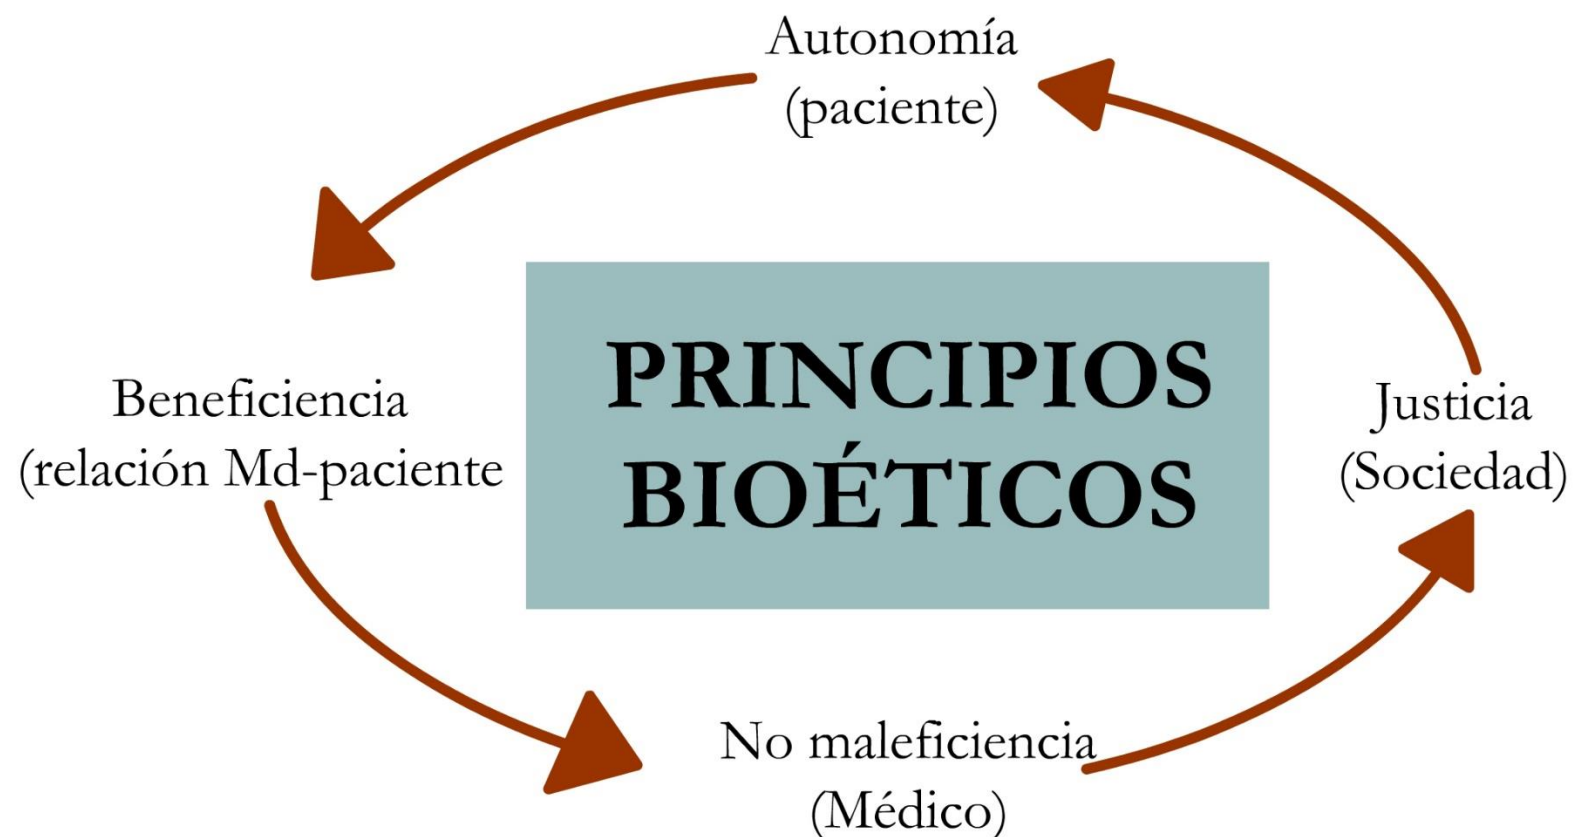 Autonomía
(paciente)
PRINCIPIOS
BIOÉTICOS
Beneficiencia
(relación Md-paciente
Justicia
(Sociedad)
No maleficiencia
(Médico)